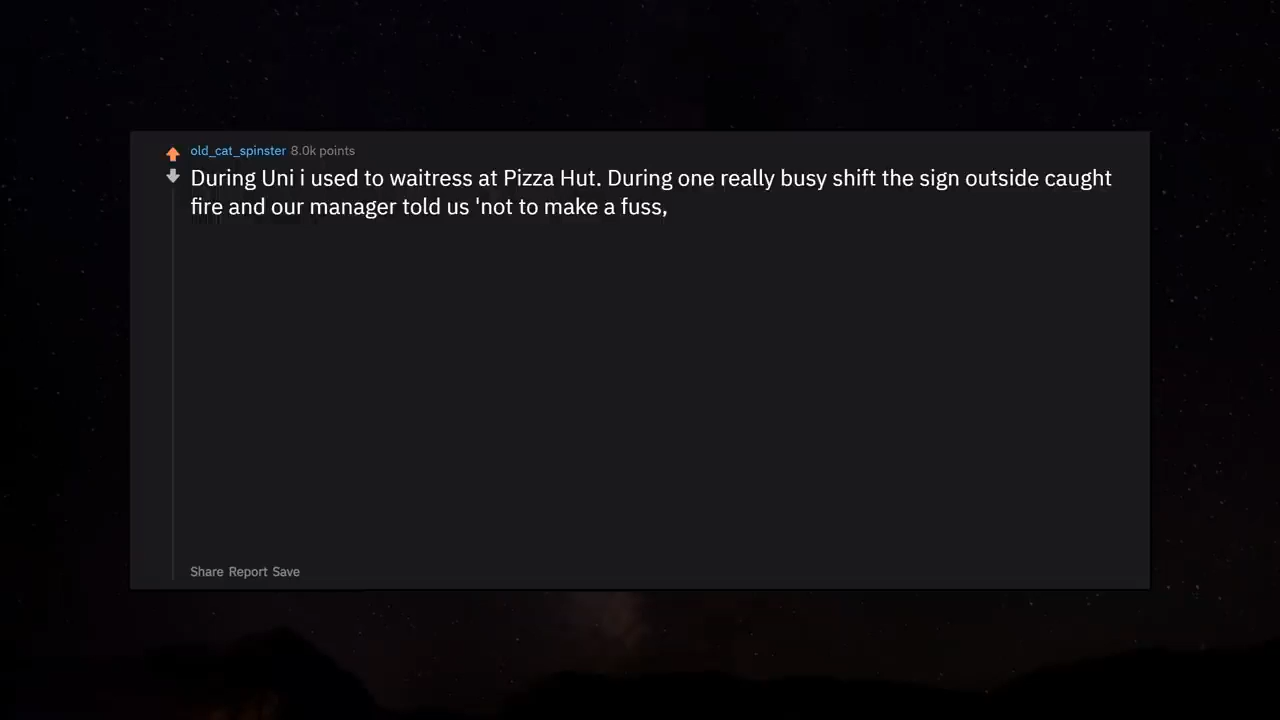 old_cat_spinster 8.0k points
During Uni i used to waitress at Pizza Hut. During one really busy shift the sign outside caught
fire and our manager told us 'not to make a fuss,
Share Report Save